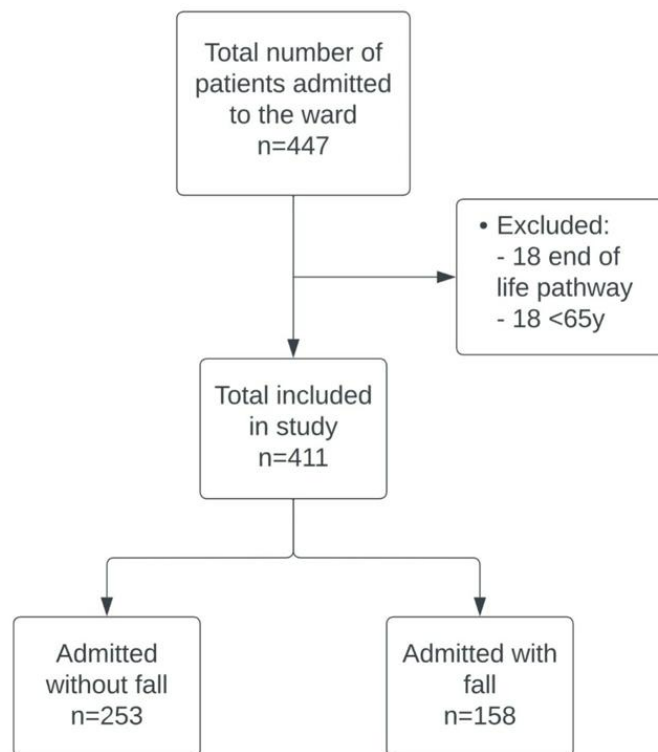 Total number of
patients admitted
to the ward
n=447
• Excluded:
- 18 end of
life pathway
- 18 <65y
Total included
in study
n=411
Admitted
without fall
n=253
Admitted with
fall
n=158